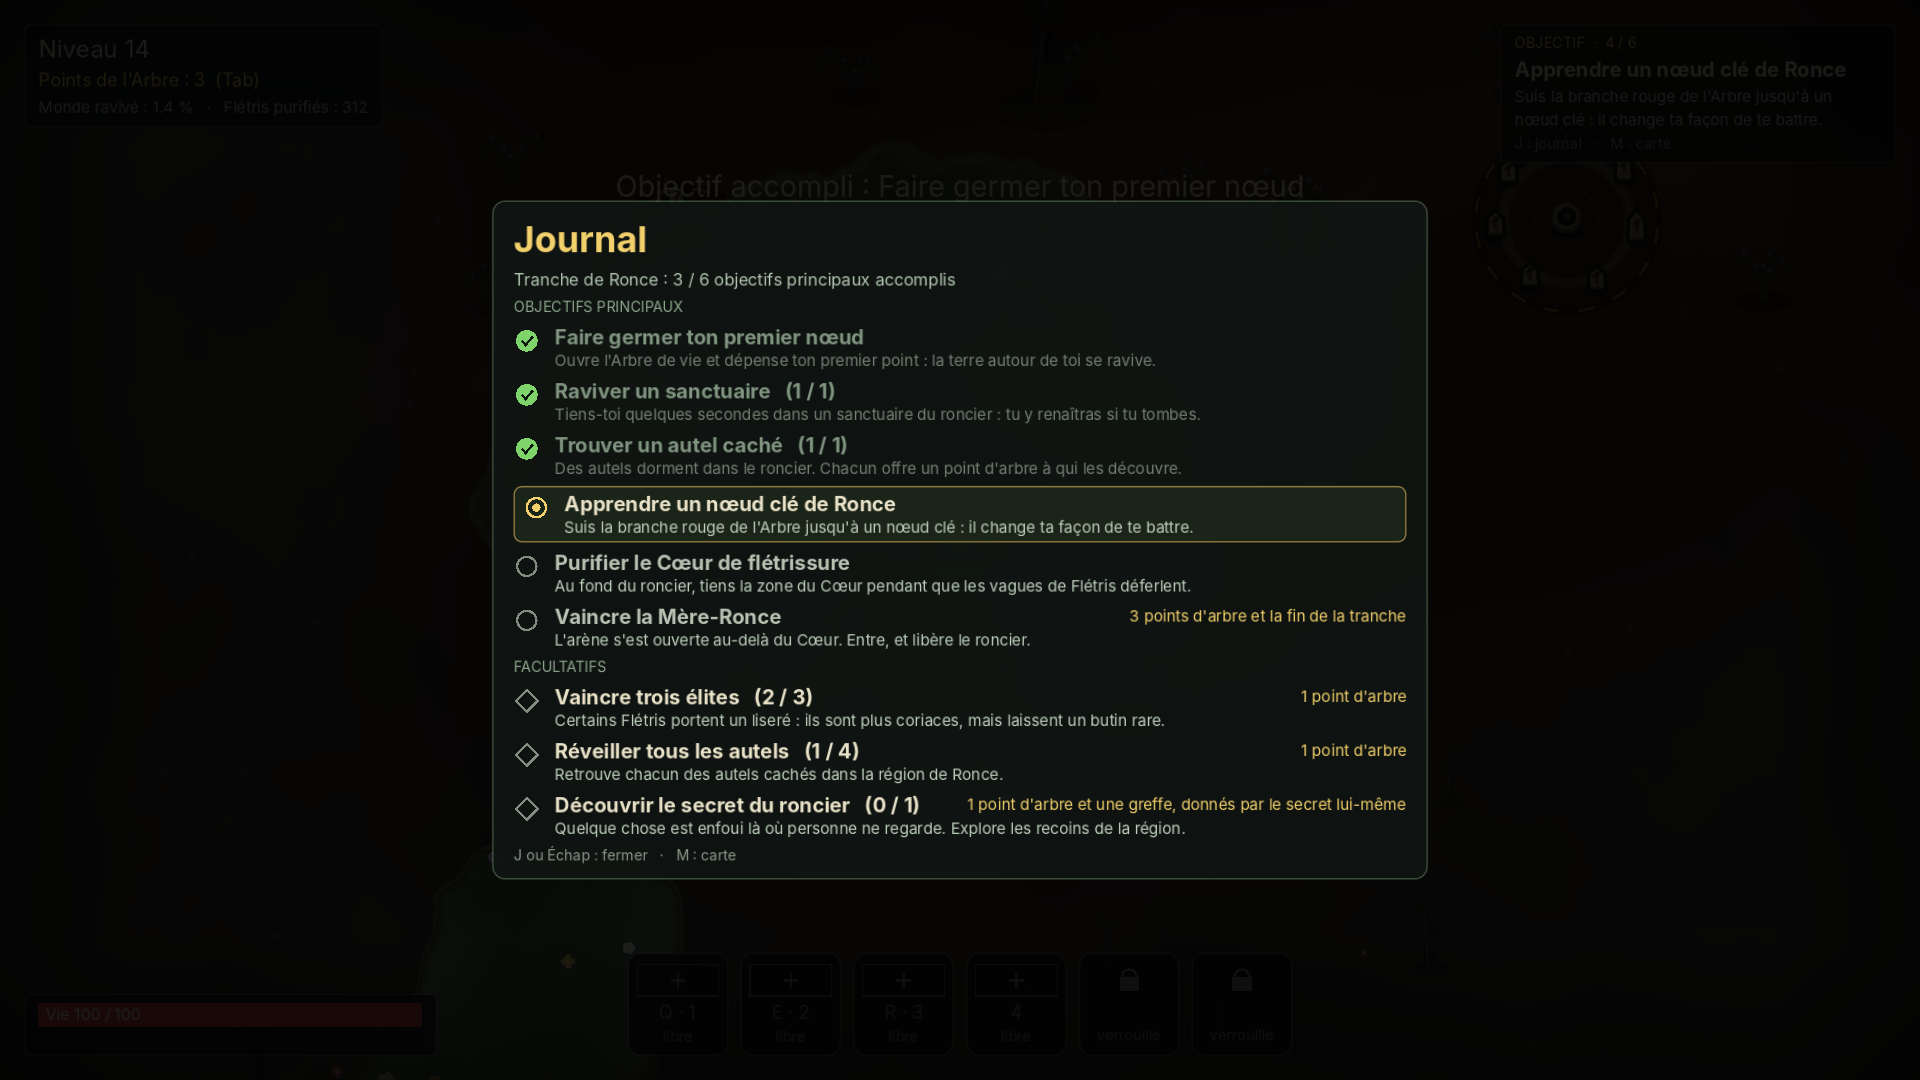 Niveau 14
Points de l'Arbre : 3 (Tab)
Monde ravivé : 1.4 % · Flétris purifiés : 312
OBJECTIF · 4 / 6
Apprendre un nœud clé de Ronce
Suis la branche rouge de l'Arbre jusqu'à un
nœud clé : il change ta façon de te battre.
J : journal · M : carte
Objectif accompli : Faire germer ton premier nœud
Journal
Tranche de Ronce : 3 / 6 objectifs principaux accomplis
OBJECTIFS PRINCIPAUX
Faire germer ton premier nœud
Ouvre l'Arbre de vie et dépense ton premier point : la terre autour de toi se ravive.
Raviver un sanctuaire (1 / 1)
Tiens-toi quelques secondes dans un sanctuaire du roncier : tu y renaîtras si tu tombes.
Trouver un autel caché (1 / 1)
Des autels dorment dans le roncier. Chacun offre un point d'arbre à qui les découvre.
Apprendre un nœud clé de Ronce
Suis la branche rouge de l'Arbre jusqu'à un nœud clé : il change ta façon de te battre.
Purifier le Cœur de flétrissure
Au fond du roncier, tiens la zone du Cœur pendant que les vagues de Flétris déferlent.
Vaincre la Mère-Ronce 3 points d'arbre et la fin de la tranche
L'arène s'est ouverte au-delà du Cœur. Entre, et libère le roncier.
FACULTATIFS
Vaincre trois élites (2 / 3) 1 point d'arbre
Certains Flétris portent un liseré : ils sont plus coriaces, mais laissent un butin rare.
Réveiller tous les autels (1 / 4) 1 point d'arbre
Retrouve chacun des autels cachés dans la région de Ronce.
Découvrir le secret du roncier (0 / 1) 1 point d'arbre et une greffe, donnés par le secret lui-même
Quelque chose est enfoui là où personne ne regarde. Explore les recoins de la région.
J ou Échap : fermer · M : carte
Vie 100 / 100
Q · 1 E · 2 R · 3 4
libre libre libre libre verrouillé verrouillé